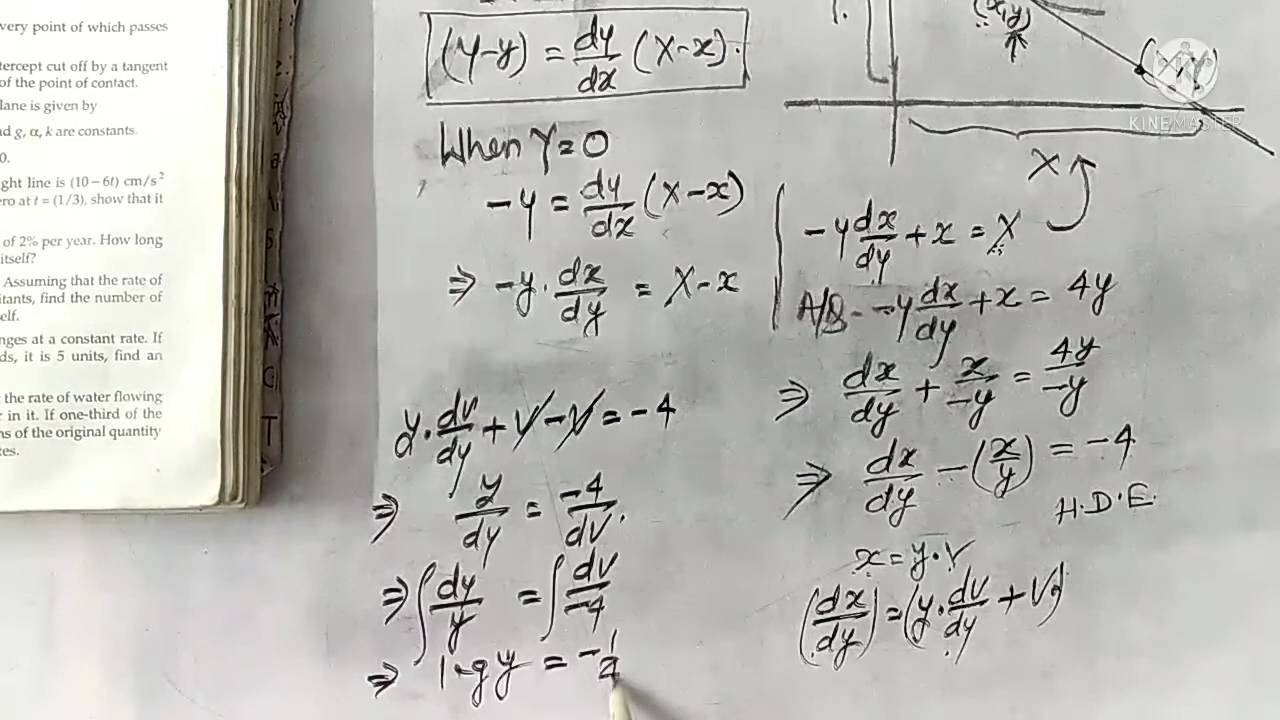 very point of which passes
tercept cut off by a tangent
of the point of contact.
lane is given by
nd g, α, k are constants.
0.
ght line is (10 – 6t) cm/s²
ero at t = (1/3), show that it
of 2% per year. How long
itself?
Assuming that the rate of
itants, find the number of
elf.
nges at a constant rate. If
ds, it is 5 units, find an
the rate of water flowing
in it. If one-third of the
ns of the original quantity
tes.
(Y-y) = dy/dx (X-x).
When Y=0
-y = dy/dx (X-x)
⇒ -y. dx/dy = X-x
y. dv/dy + v - v = -4
⇒ y/dy = -4/dv.
⇒ ∫ dy/y = ∫ dv/-4
⇒ log y = -1/4
(x,y)
KINEMASTER
X
-y dx/dy + x = X
A/Q - -y dx/dy + x = 4y
⇒ dx/dy + x/-y = 4y/-y
⇒ dx/dy - (x/y) = -4
H.D.E.
x = y.v
(dx/dy) = (y. dv/dy + v.)